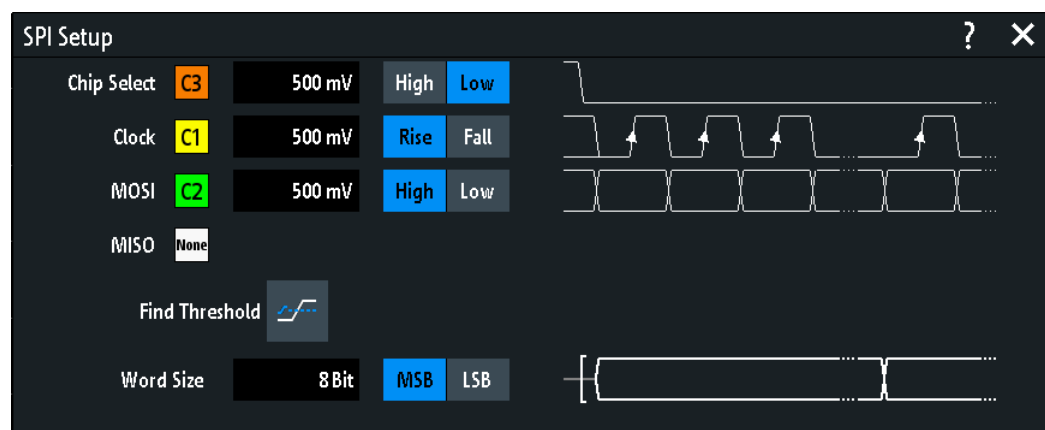 SPI Setup ? ✕
Chip Select C3 500 mV High Low
Clock C1 500 mV Rise Fall
MOSI C2 500 mV High Low
MISO None
Find Threshold
Word Size 8 Bit MSB LSB